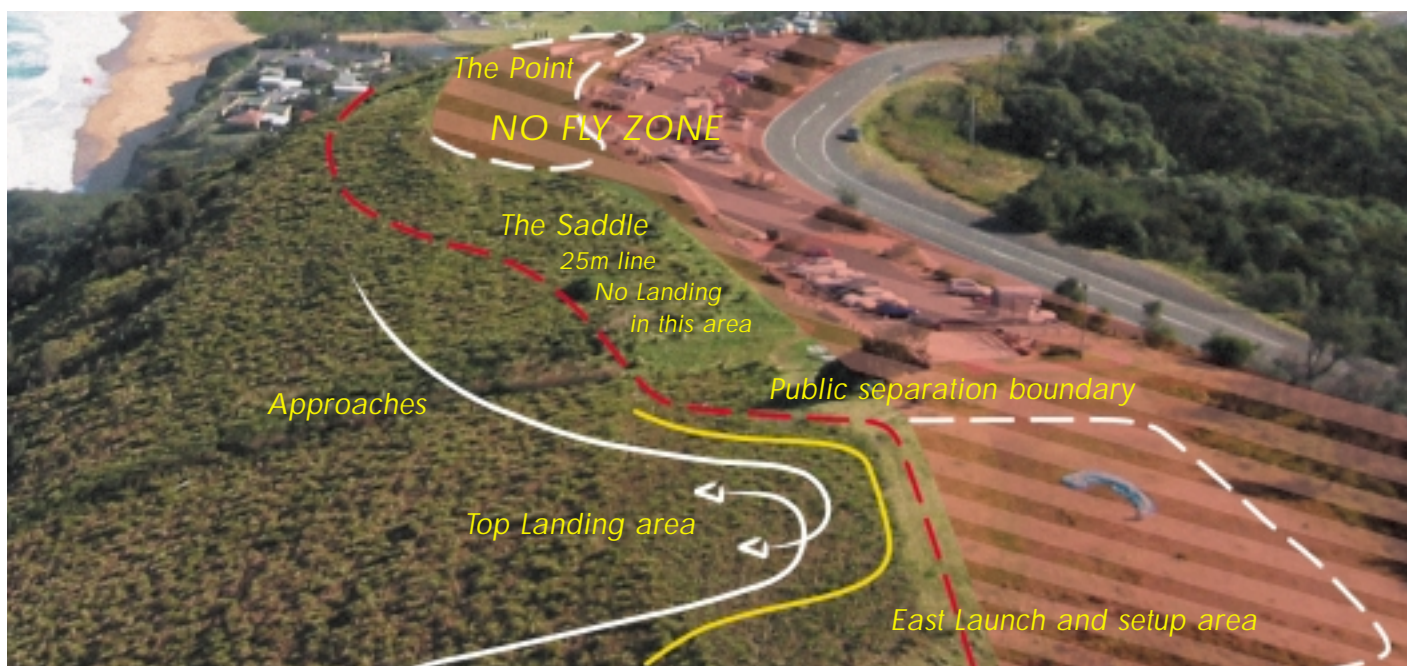 The Point
NO FLY ZONE
The Saddle
25m line
No Landing
in this area
Public separation boundary
Approaches
Top Landing area
East Launch and setup area